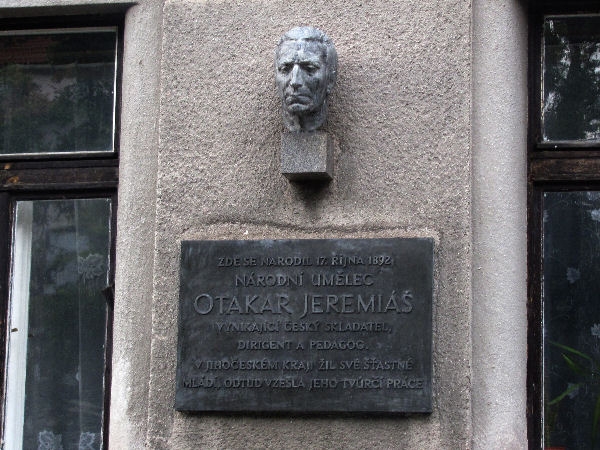 ZDE SE NARODIL 17. ŘÍJNA 1892
NÁRODNÍ UMĚLEC
OTAKAR JEREMIÁŠ
VYNIKAJÍCÍ ČESKÝ SKLADATEL,
DIRIGENT A PEDAGOG.
V JIHOČESKÉM KRAJI ŽIL SVÉ ŠŤASTNÉ
MLÁDÍ, ODTUD VZEŠLA JEHO TVŮRČÍ PRÁCE